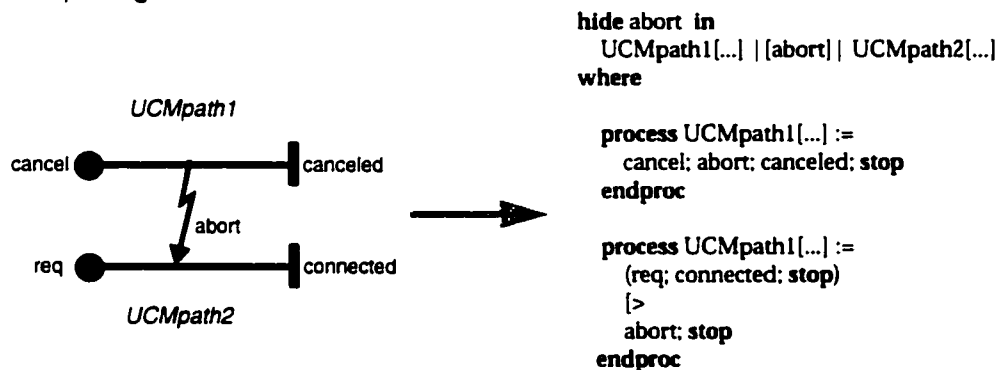 UCMpath1
cancel
canceled
abort
req
connected
UCMpath2
hide abort in
UCMpath1[...] |[abort]| UCMpath2[...]
where
process UCMpath1[...] :=
cancel; abort; canceled; stop
endproc
process UCMpath1[...] :=
(req; connected; stop)
[>
abort; stop
endproc